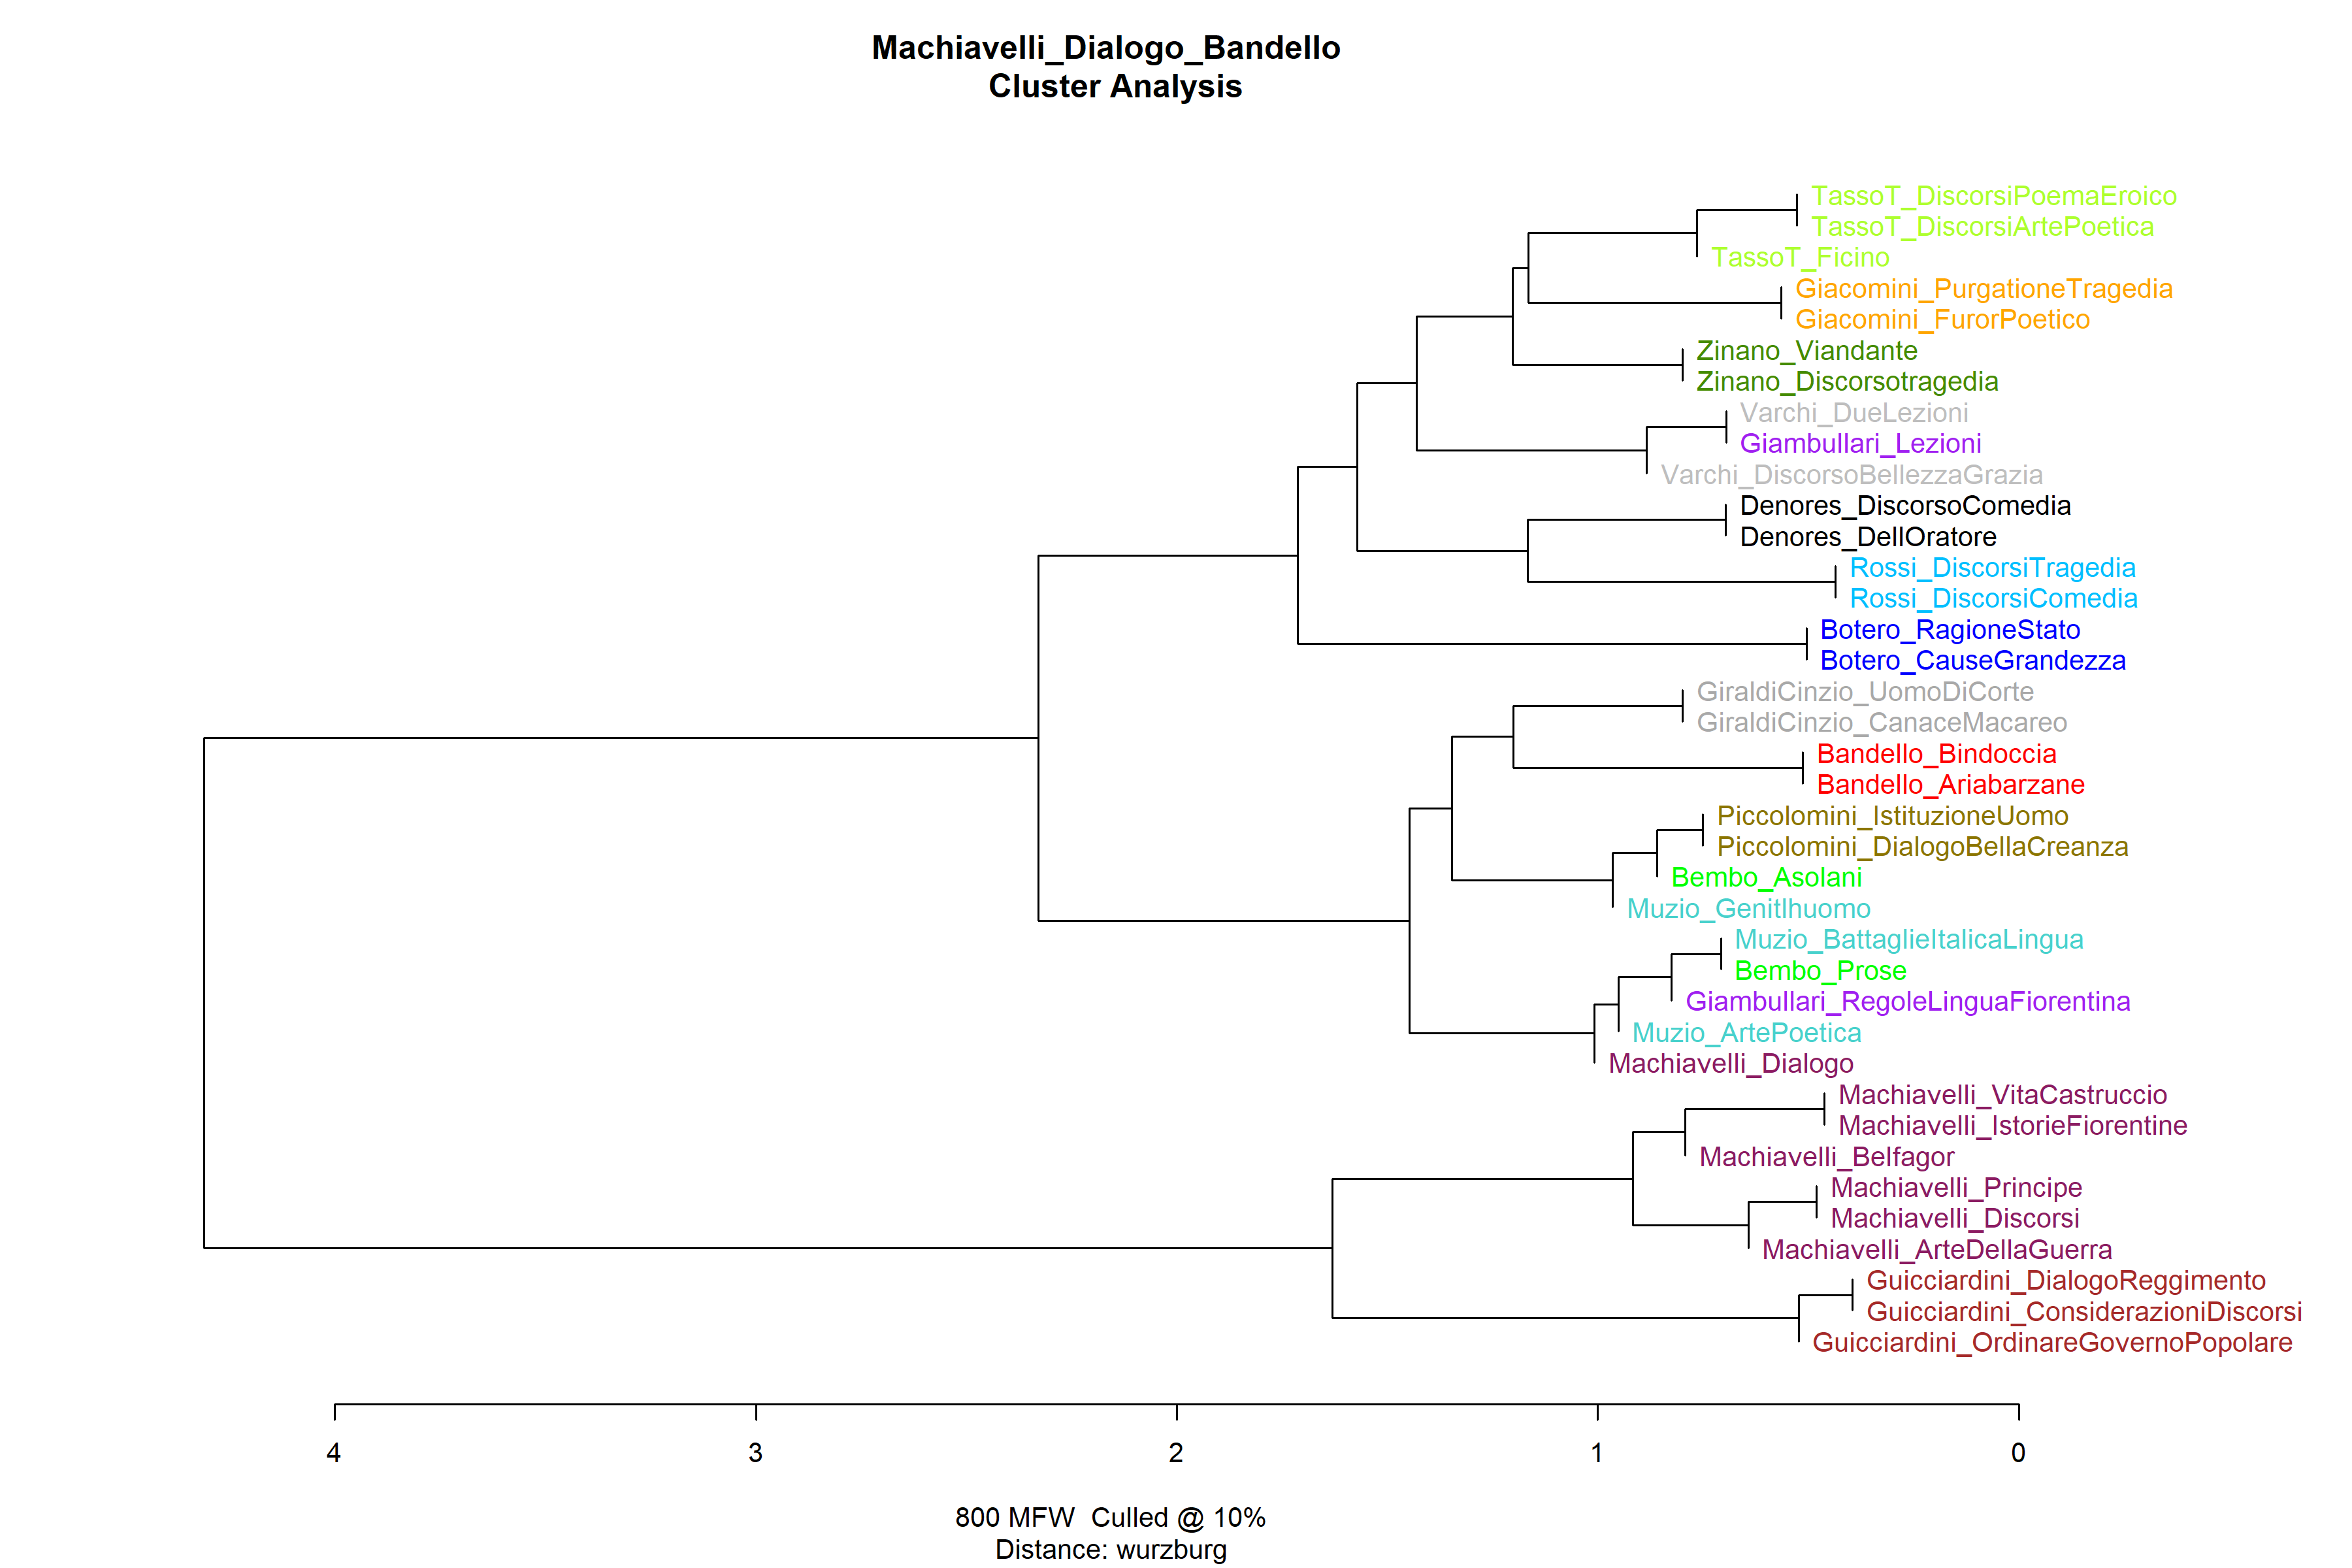 Machiavelli_Dialogo_Bandello
Cluster Analysis
TassoT_DiscorsiPoemaEroico
TassoT_DiscorsiArtePoetica
TassoT_Ficino
Giacomini_PurgationeTragedia
Giacomini_FurorPoetico
Zinano_Viandante
Zinano_Discorsotragedia
Varchi_DueLezioni
Giambullari_Lezioni
Varchi_DiscorsoBellezzaGrazia
Denores_DiscorsoComedia
Denores_DellOratore
Rossi_DiscorsiTragedia
Rossi_DiscorsiComedia
Botero_RagioneStato
Botero_CauseGrandezza
GiraldiCinzio_UomoDiCorte
GiraldiCinzio_CanaceMacareo
Bandello_Bindoccia
Bandello_Ariabarzane
Piccolomini_IstituzioneUomo
Piccolomini_DialogoBellaCreanza
Bembo_Asolani
Muzio_Genitlhuomo
Muzio_BattaglieItalicaLingua
Bembo_Prose
Giambullari_RegoleLinguaFiorentina
Muzio_ArtePoetica
Machiavelli_Dialogo
Machiavelli_VitaCastruccio
Machiavelli_IstorieFiorentine
Machiavelli_Belfagor
Machiavelli_Principe
Machiavelli_Discorsi
Machiavelli_ArteDellaGuerra
Guicciardini_DialogoReggimento
Guicciardini_ConsiderazioniDiscorsi
Guicciardini_OrdinareGovernoPopolare
4 3 2 1 0
800 MFW  Culled @ 10%
Distance: wurzburg